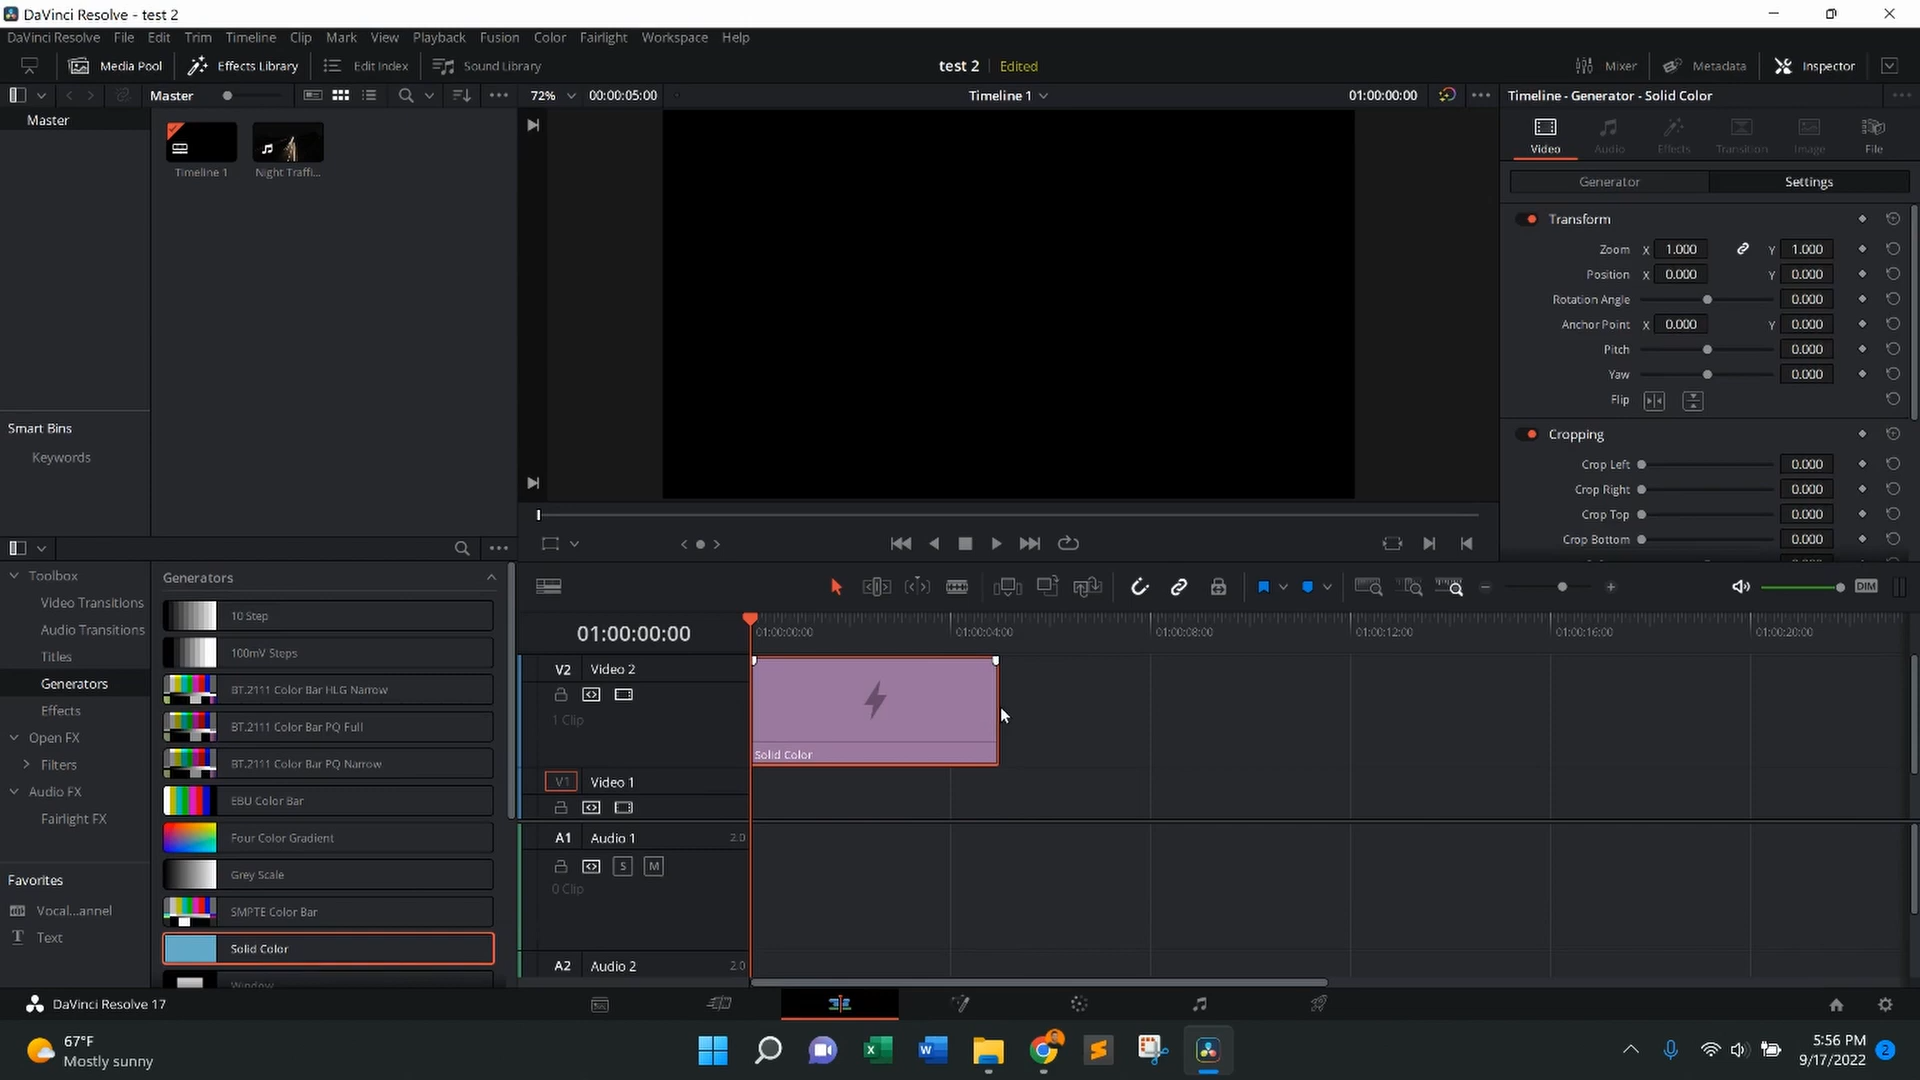 DaVinci Resolve - test 2
DaVinci Resolve File Edit Trim Timeline Clip Mark View Playback Fusion Color Fairlight Workspace Help
Media Pool Effects Library Edit Index Sound Library test 2 Edited Mixer Metadata Inspector
Master 72% 00:00:05:00 Timeline 1 01:00:00:00 Timeline - Generator - Solid Color
Master
Timeline 1 Night Traffi...
Video Audio Effects Transition Image File
Generator Settings
Transform
Zoom X 1.000 Y 1.000
Position X 0.000 Y 0.000
Rotation Angle 0.000
Anchor Point X 0.000 Y 0.000
Pitch 0.000
Yaw 0.000
Flip
Cropping
Crop Left 0.000
Crop Right 0.000
Crop Top 0.000
Crop Bottom 0.000
Smart Bins
Keywords
Toolbox
Video Transitions
Audio Transitions
Titles
Generators
Effects
Open FX
Filters
Audio FX
Fairlight FX
Favorites
Vocal...annel
T Text
Generators
10 Step
100mV Steps
BT.2111 Color Bar HLG Narrow
BT.2111 Color Bar PQ Full
BT.2111 Color Bar PQ Narrow
EBU Color Bar
Four Color Gradient
Grey Scale
SMPTE Color Bar
Solid Color
Window
DIM
01:00:00:00 01:00:00:00 01:00:04:00 01:00:08:00 01:00:12:00 01:00:16:00 01:00:20:00
V2 Video 2
1 Clip
Solid Color
V1 Video 1
A1 Audio 1 2.0
S M
0 Clip
A2 Audio 2 2.0
DaVinci Resolve 17
67°F
Mostly sunny
5:56 PM
9/17/2022
2